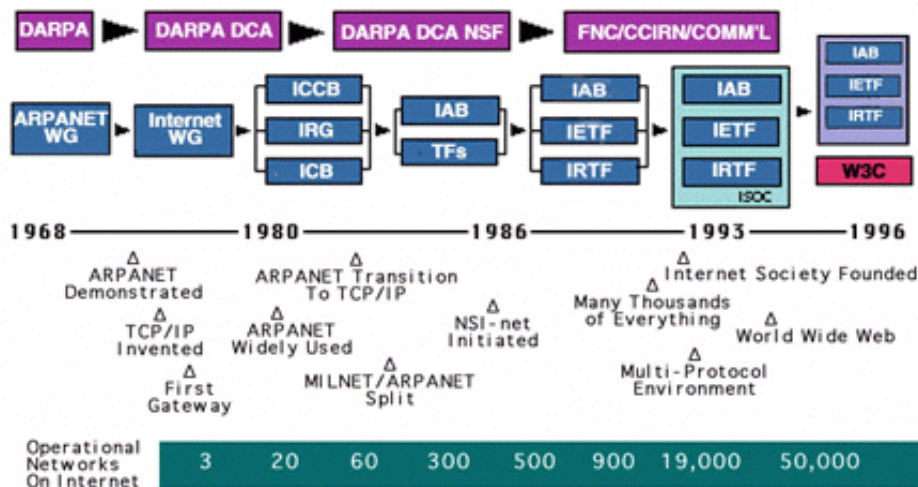 DARPA
DARPA DCA
DARPA DCA NSF
FNC/CCIRN/COMM'L
ARPANET
WG
Internet
WG
ICCB
IRG
ICB
IAB
TFs
IAB
IETF
IRTF
IAB
IETF
IRTF
ISOC
IAB
IETF
IRTF
W3C
1968
1980
1986
1993
1996
ARPANET
Demonstrated
TCP/IP
Invented
First
Gateway
ARPANET Transition
To TCP/IP
ARPANET
Widely Used
MILNET/ARPANET
Split
NSI-net
Initiated
Internet Society Founded
Many Thousands
of Everything
World Wide Web
Multi-Protocol
Environment
Operational
Networks
On Internet
3 20 60 300 500 900 19,000 50,000